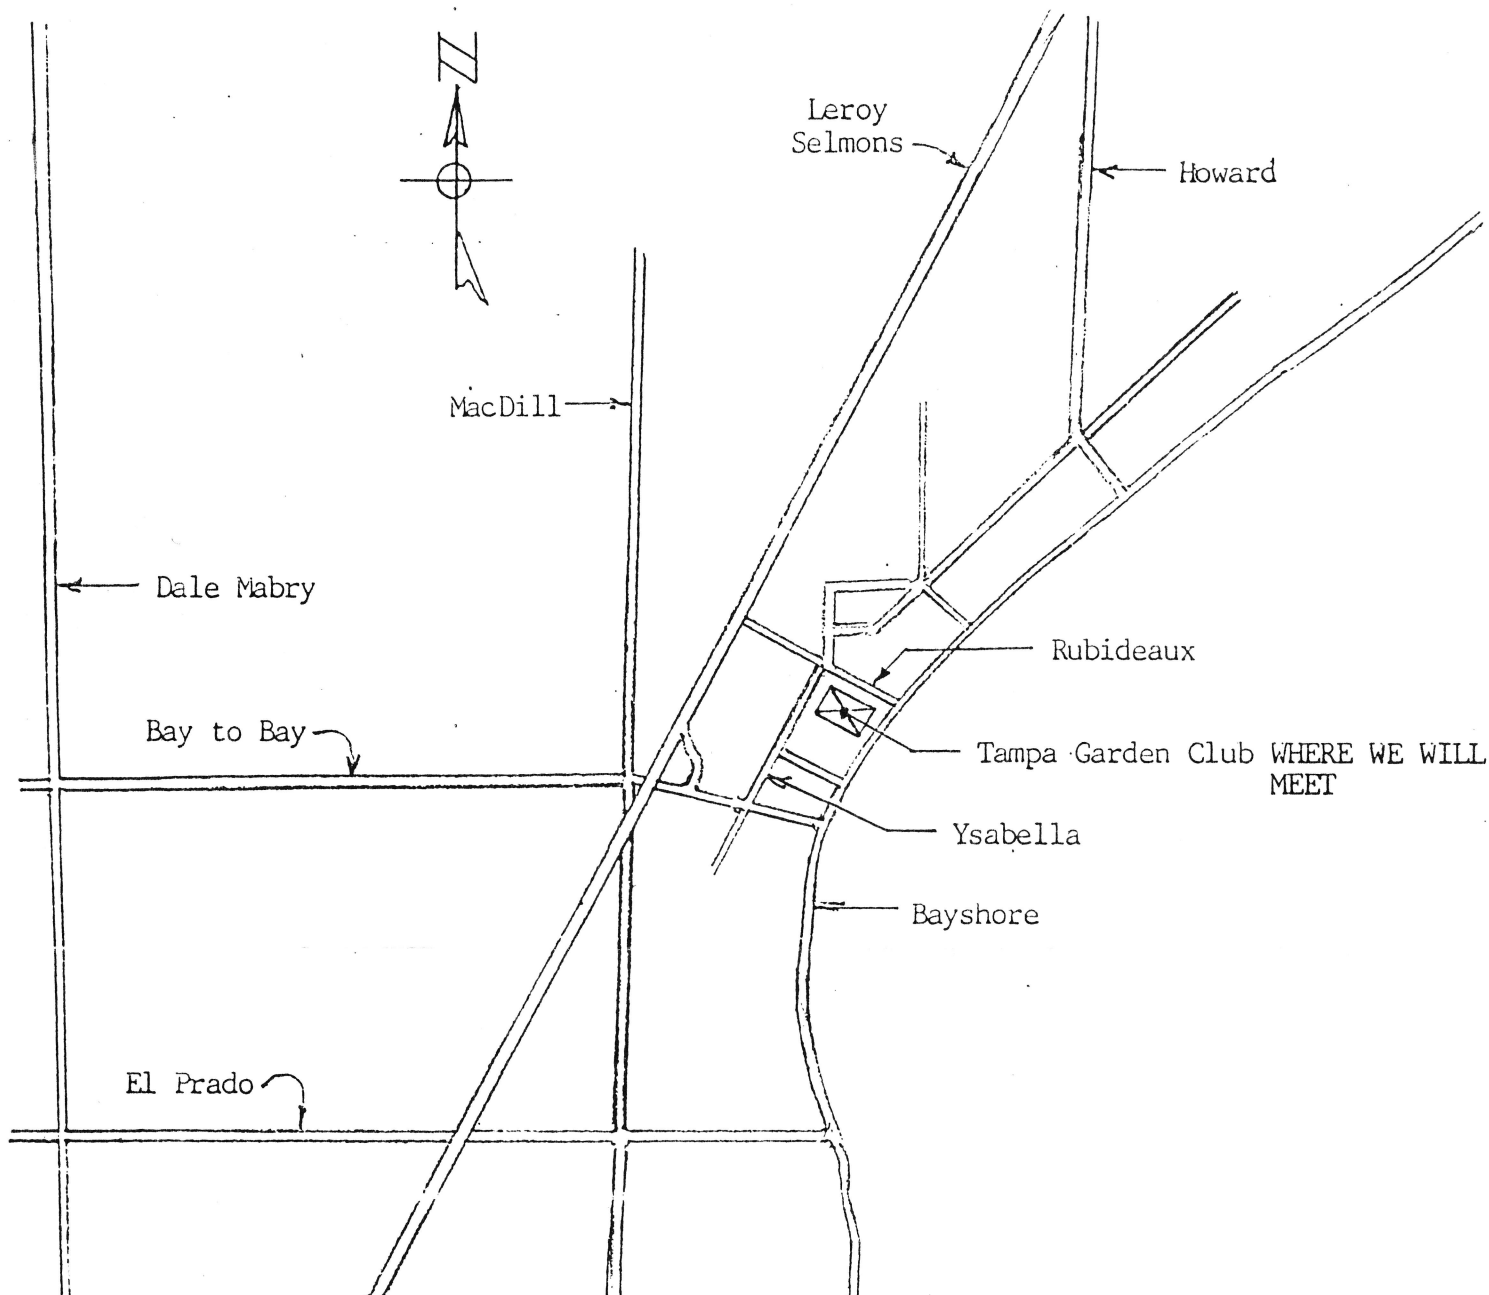 N
Leroy
Selmons
Howard
MacDill
Dale Mabry
Rubideaux
Bay to Bay
Tampa Garden Club WHERE WE WILL
MEET
Ysabella
Bayshore
El Prado